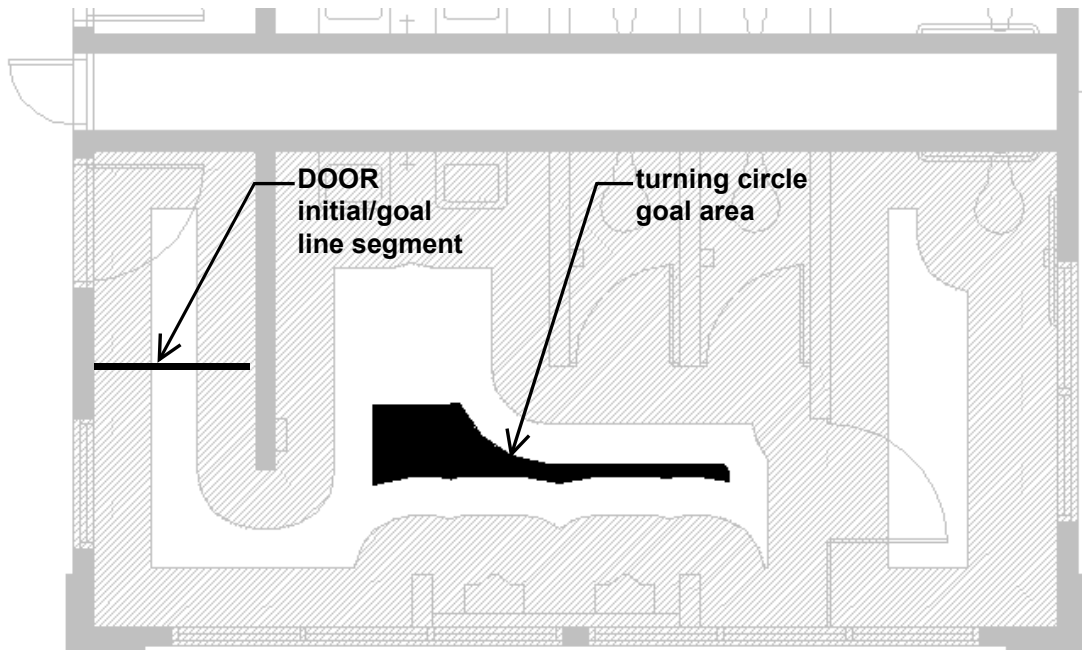 DOOR
initial/goal
line segment
turning circle
goal area